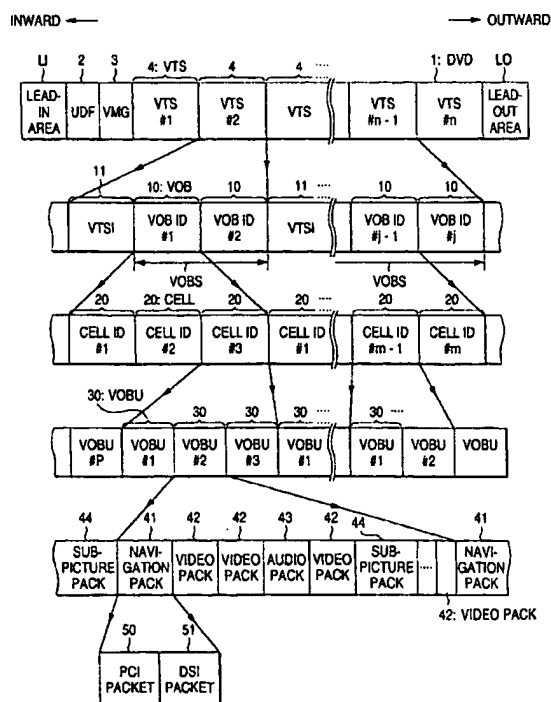 INWARD
OUTWARD
LI 2 3 4: VTS 4 4 ···· 1: DVD LO
LEAD-IN AREA UDF VMG VTS #1 VTS #2 VTS VTS #n - 1 VTS #n LEAD-OUT AREA
11 10: VOB 10 11 ···· 10 10
VTSI VOB ID #1 VOB ID #2 VTSI VOB ID #j - 1 VOB ID #j
VOBS VOBS
20 20: CELL 20 20 ···· 20 20
CELL ID #1 CELL ID #2 CELL ID #3 CELL ID #1 CELL ID #m - 1 CELL ID #m
30: VOBU 30 30 30 ···· 30 ····
VOBU #P VOBU #1 VOBU #2 VOBU #3 VOBU #1 VOBU #1 VOBU #2 VOBU
44 41 42 42 43 42 44 41
SUB-PICTURE PACK NAVI-GATION PACK VIDEO PACK VIDEO PACK AUDIO PACK VIDEO PACK SUB-PICTURE PACK ···· NAVI-GATION PACK
42: VIDEO PACK
50 51
PCI PACKET DSI PACKET